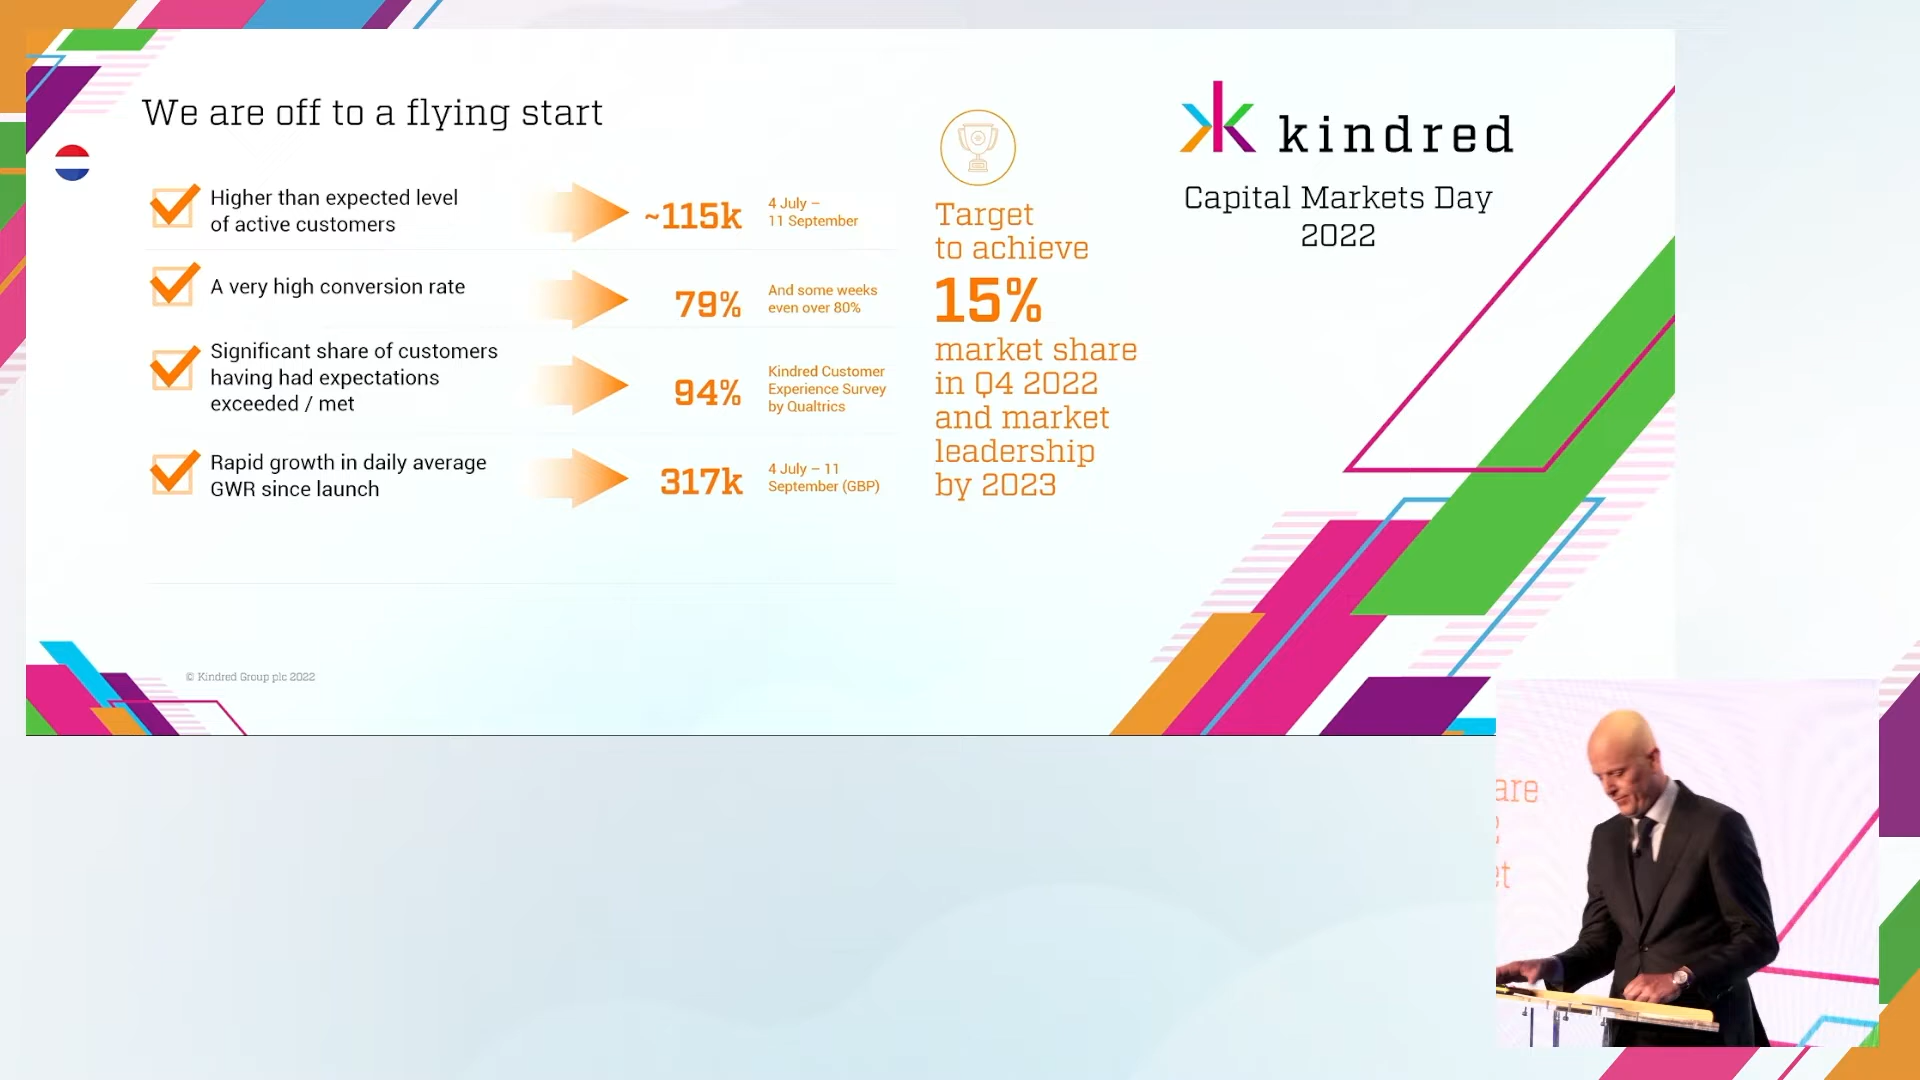 We are off to a flying start
Higher than expected level
of active customers
~115k
4 July –
11 September
A very high conversion rate
79%
And some weeks
even over 80%
Significant share of customers
having had expectations
exceeded / met
94%
Kindred Customer
Experience Survey
by Qualtrics
Rapid growth in daily average
GWR since launch
317k
4 July – 11
September (GBP)
Target
to achieve
15%
market share
in Q4 2022
and market
leadership
by 2023
kindred
Capital Markets Day
2022
© Kindred Group plc 2022
are
et